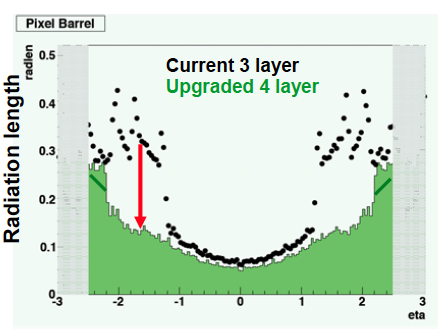 Pixel Barrel
radlen
Radiation length
Current 3 layer
Upgraded 4 layer
0.5
0.4
0.3
0.2
0.1
0
-3 -2 -1 0 1 2 3
eta